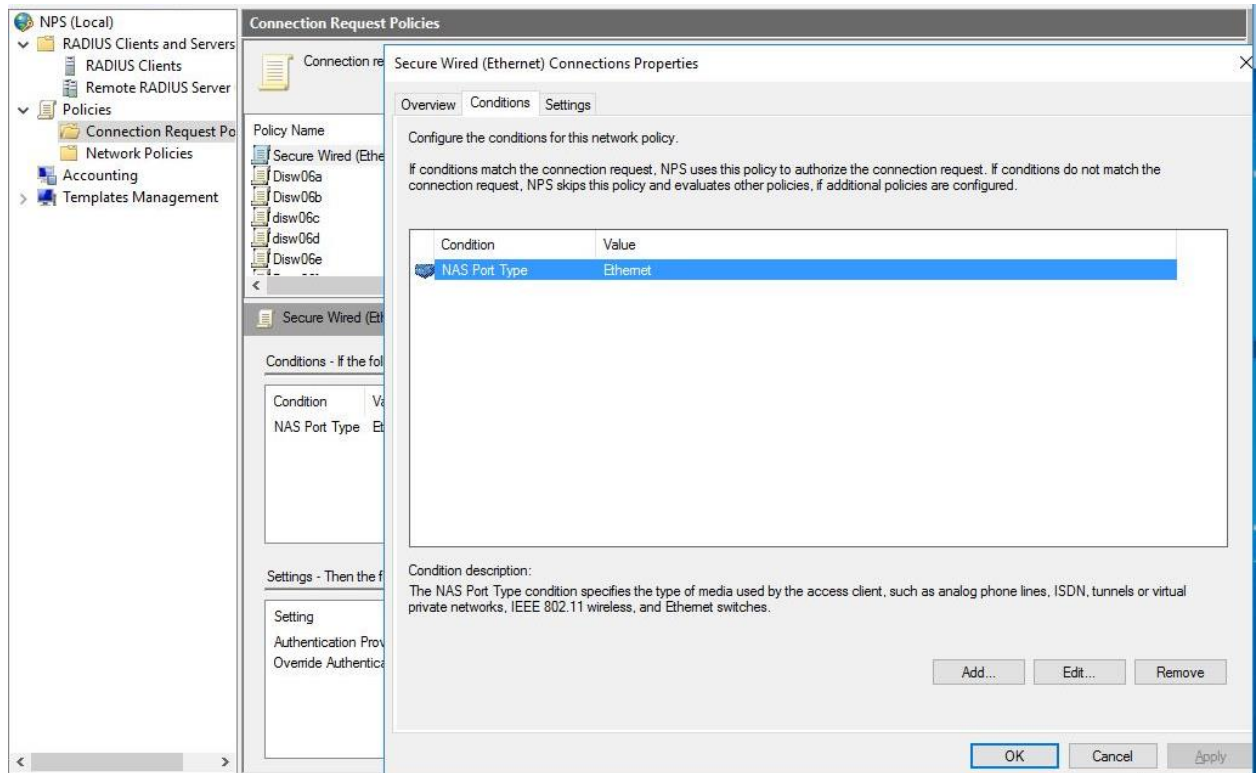 NPS (Local)
RADIUS Clients and Servers
RADIUS Clients
Remote RADIUS Server
Policies
Connection Request Po
Network Policies
Accounting
Templates Management
Connection Request Policies
Connection re
Policy Name
Secure Wired (Ethe
Disw06a
Disw06b
disw06c
disw06d
Disw06e
Secure Wired (Eth
Conditions - If the fol
Condition Va
NAS Port Type Et
Settings - Then the f
Setting
Authentication Prov
Override Authentica
Secure Wired (Ethernet) Connections Properties
Overview Conditions Settings
Configure the conditions for this network policy.
If conditions match the connection request, NPS uses this policy to authorize the connection request. If conditions do not match the
connection request, NPS skips this policy and evaluates other policies, if additional policies are configured.
Condition Value
NAS Port Type Ethernet
Condition description:
The NAS Port Type condition specifies the type of media used by the access client, such as analog phone lines, ISDN, tunnels or virtual
private networks, IEEE 802.11 wireless, and Ethernet switches.
Add... Edit... Remove
OK Cancel Apply